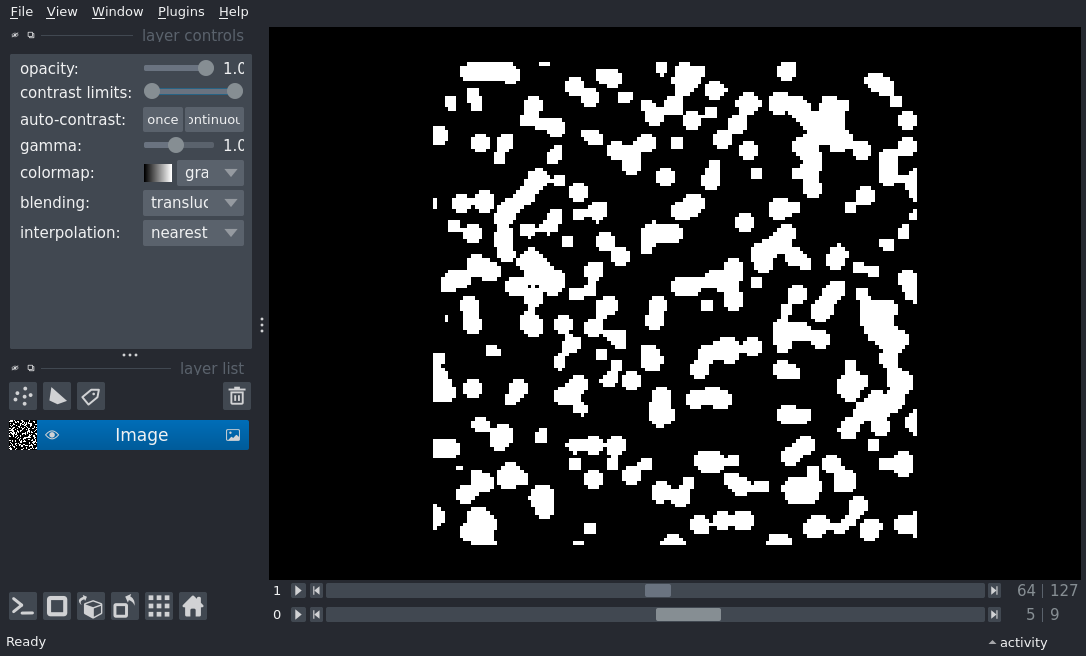 File View Window Plugins Help
layer controls
opacity: 1.0
contrast limits:
auto-contrast: once ontinuou
gamma: 1.0
colormap: gra
blending: transluc
interpolation: nearest
layer list
Image
1 64 | 127
0 5 | 9
Ready activity